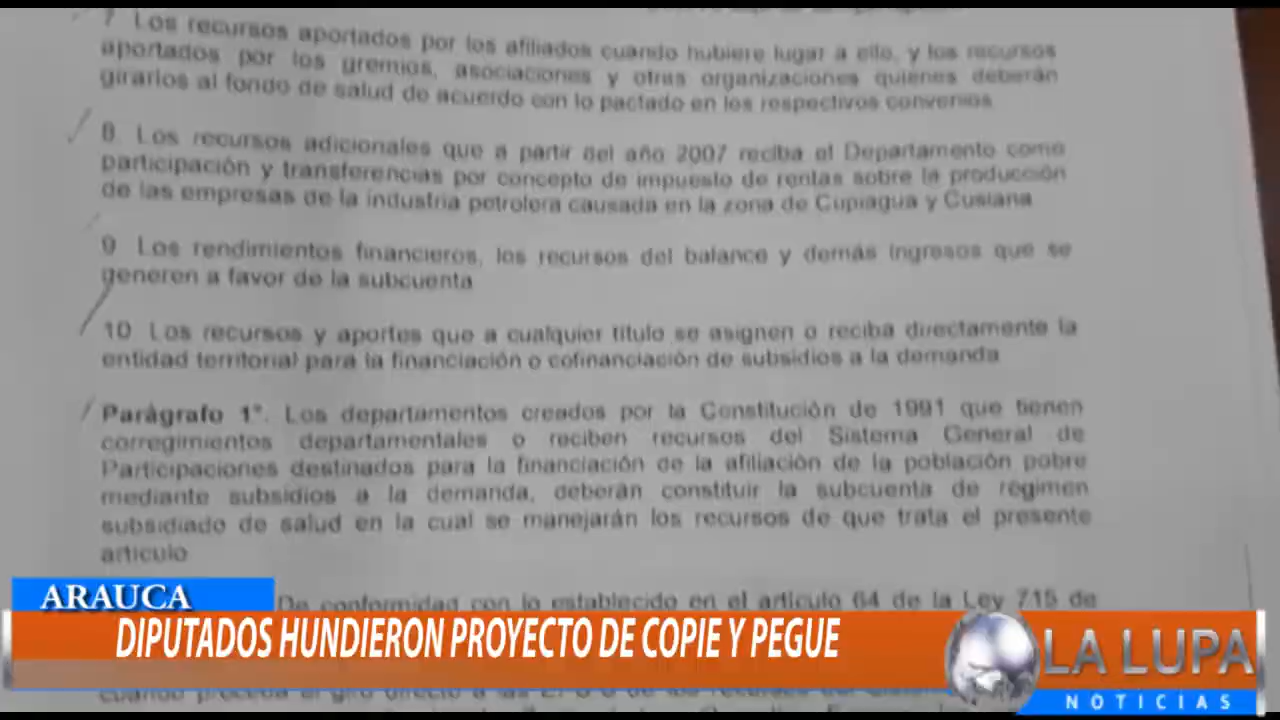 7. Los recursos aportados por los afiliados cuando hubiere lugar a ello, y los recursos
aportados por los gremios, asociaciones y otras organizaciones quienes deberán
girarlos al fondo de salud de acuerdo con lo pactado en los respectivos convenios
8. Los recursos adicionales que a partir del año 2007 reciba el Departamento como
participación y transferencias por concepto de impuesto de rentas sobre la producción
de las empresas de la industria petrolera causada en la zona de Cupiagua y Cusiana
9. Los rendimientos financieros, los recursos del balance y demás ingresos que se
generen a favor de la subcuenta
10. Los recursos y aportes que a cualquier título se asignen o reciba directamente la
entidad territorial para la financiación o cofinanciación de subsidios a la demanda
Parágrafo 1°. Los departamentos creados por la Constitución de 1991 que tienen
corregimientos departamentales o reciben recursos del Sistema General de
Participaciones destinados para la financiación de la afiliación de la población pobre
mediante subsidios a la demanda, deberán constituir la subcuenta de régimen
subsidiado de salud en la cual se manejarán los recursos de que trata el presente
artículo
De conformidad con lo establecido en el artículo 64 de la Ley 715 de
ARAUCA
DIPUTADOS HUNDIERON PROYECTO DE COPIE Y PEGUE
LA LUPA
NOTICIAS